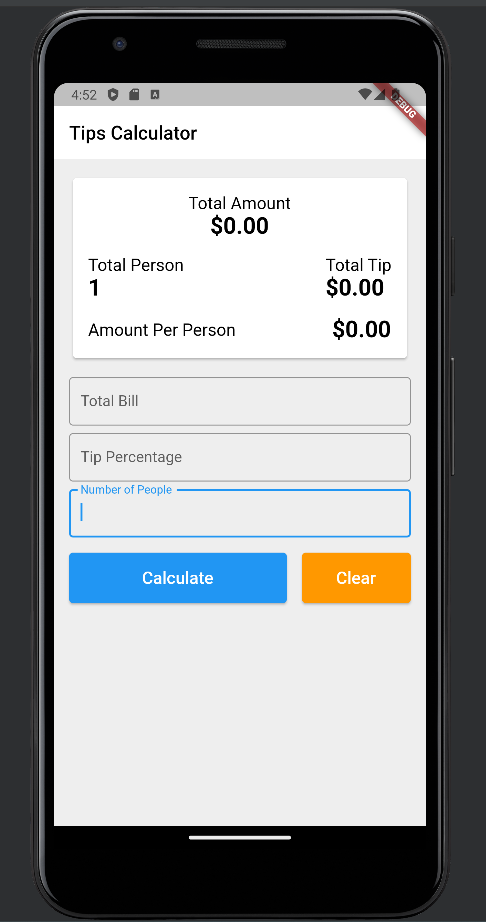 4:52
DEBUG
Tips Calculator
Total Amount
$0.00
Total Person
Total Tip
1
$0.00
Amount Per Person
$0.00
Total Bill
Tip Percentage
Number of People
Calculate
Clear